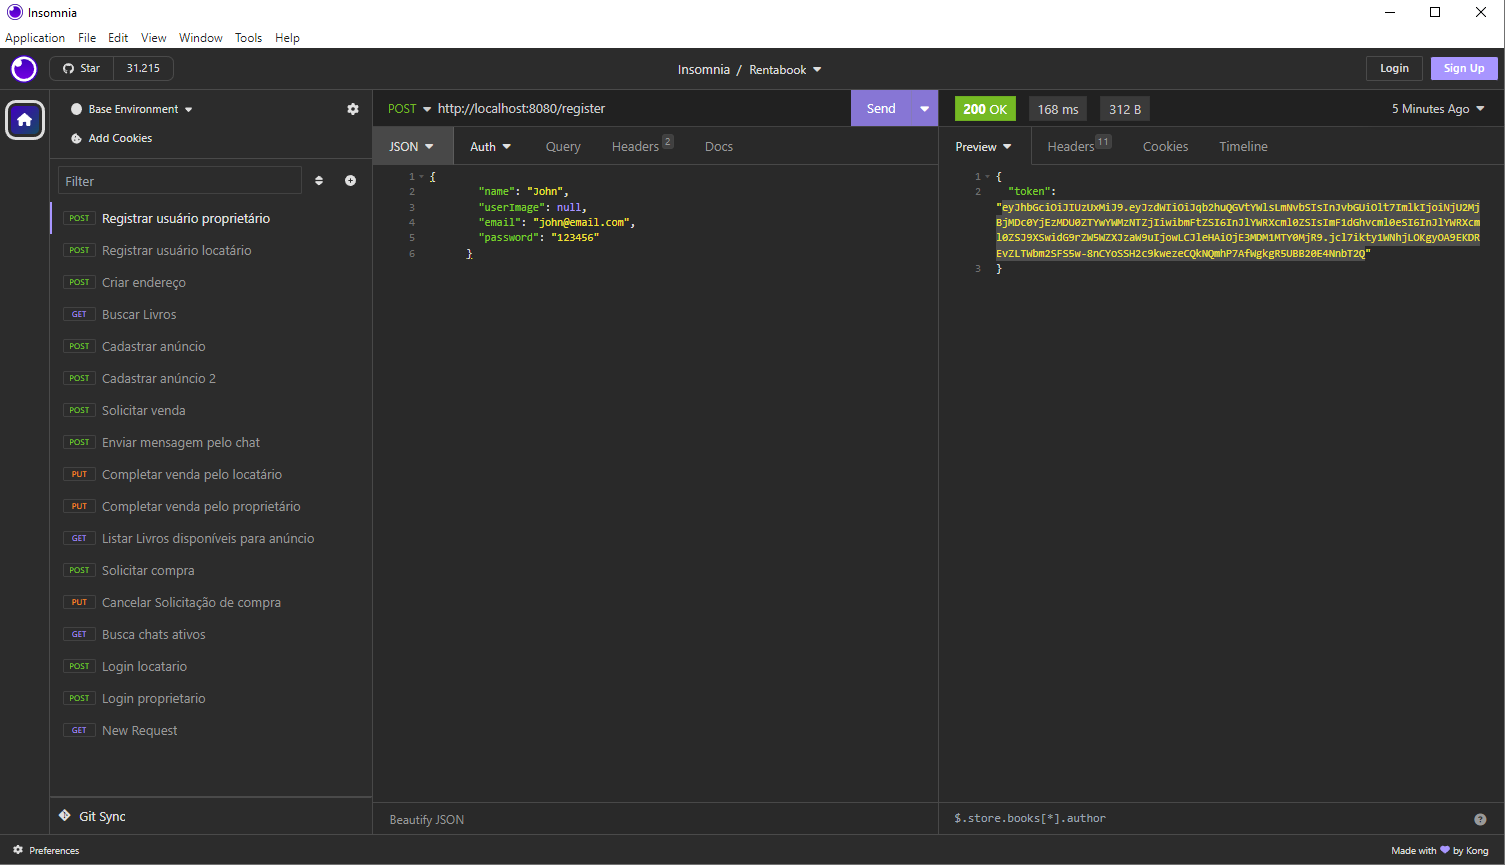 Insomnia
Application File Edit View Window Tools Help
Star 31.215
Insomnia / Rentabook
Login Sign Up
Base Environment
Add Cookies
Filter
POST Registrar usuário proprietário
POST Registrar usuário locatário
POST Criar endereço
GET Buscar Livros
POST Cadastrar anúncio
POST Cadastrar anúncio 2
POST Solicitar venda
POST Enviar mensagem pelo chat
PUT Completar venda pelo locatário
PUT Completar venda pelo proprietário
GET Listar Livros disponíveis para anúncio
POST Solicitar compra
PUT Cancelar Solicitação de compra
GET Busca chats ativos
POST Login locatario
POST Login proprietario
GET New Request
Git Sync
Preferences
POST http://localhost:8080/register Send
JSON Auth Query Headers 2 Docs
1 {
2 "name": "John",
3 "userImage": null,
4 "email": "john@email.com",
5 "password": "123456"
6 }
Beautify JSON
200 OK 168 ms 312 B 5 Minutes Ago
Preview Headers 11 Cookies Timeline
1 {
2 "token":
3 }
$.store.books[*].author
Made with by Kong